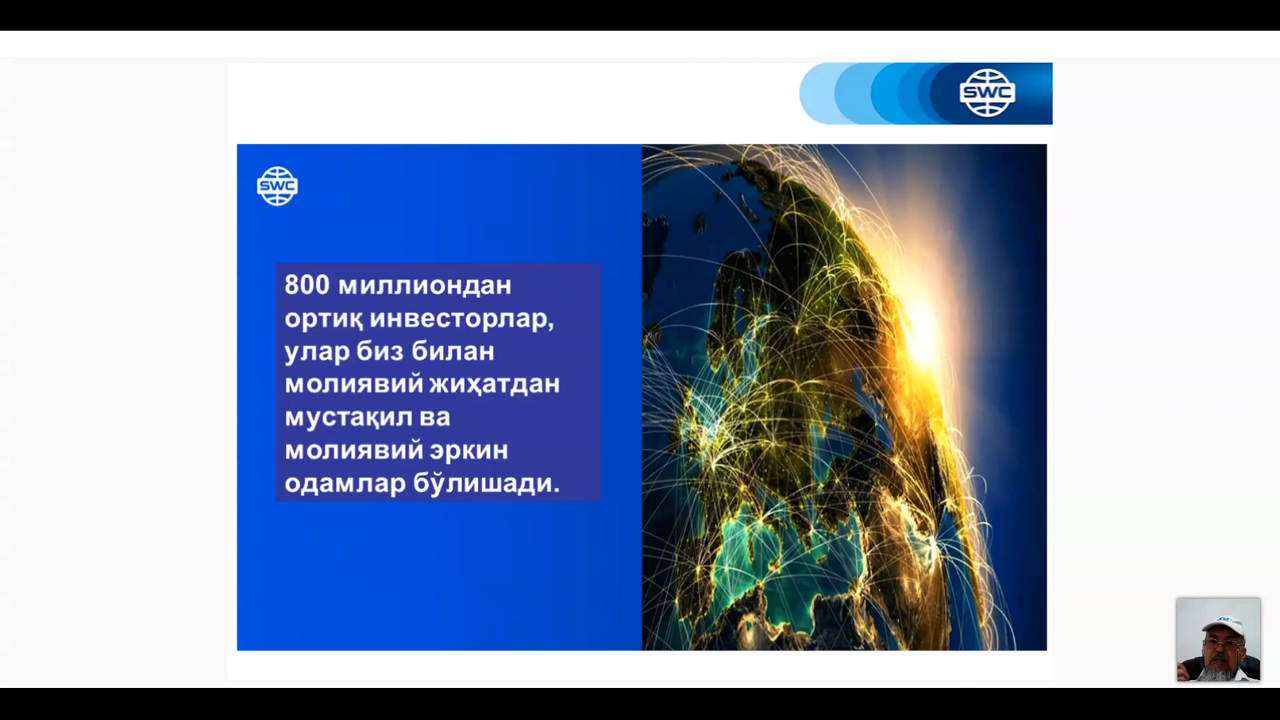 SWC
SWC
800 миллиондан
ортиқ инвесторлар,
улар биз билан
молиявий жиҳатдан
мустақил ва
молиявий эркин
одамлар бўлишади.